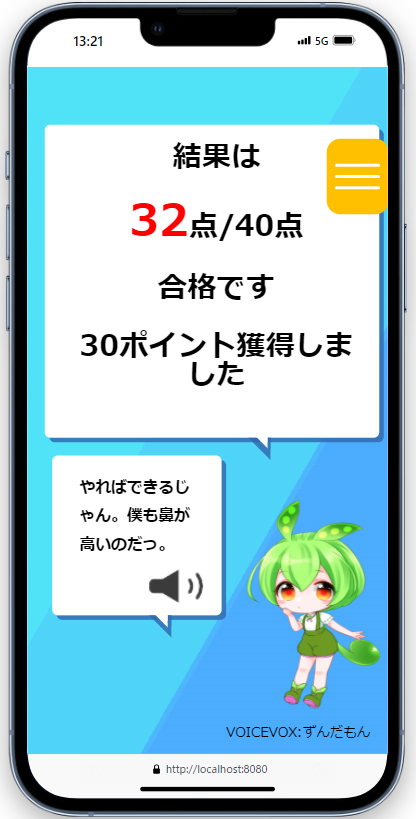 13:21
5G
結果は
32点/40点
合格です
30ポイント獲得しま
した
やればできるじ
ゃん。僕も鼻が
高いのだっ。
VOICEVOX:ずんだもん
http://localhost:8080